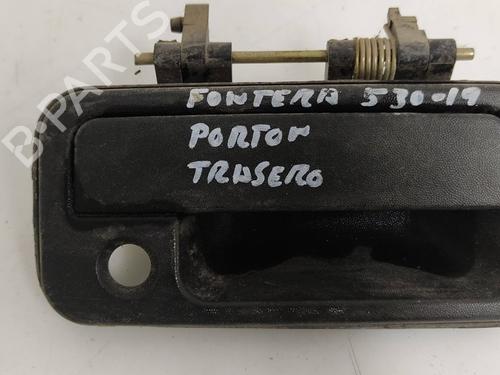 B-PARTS
FONTERA 530-19
PORTON
TRASERO